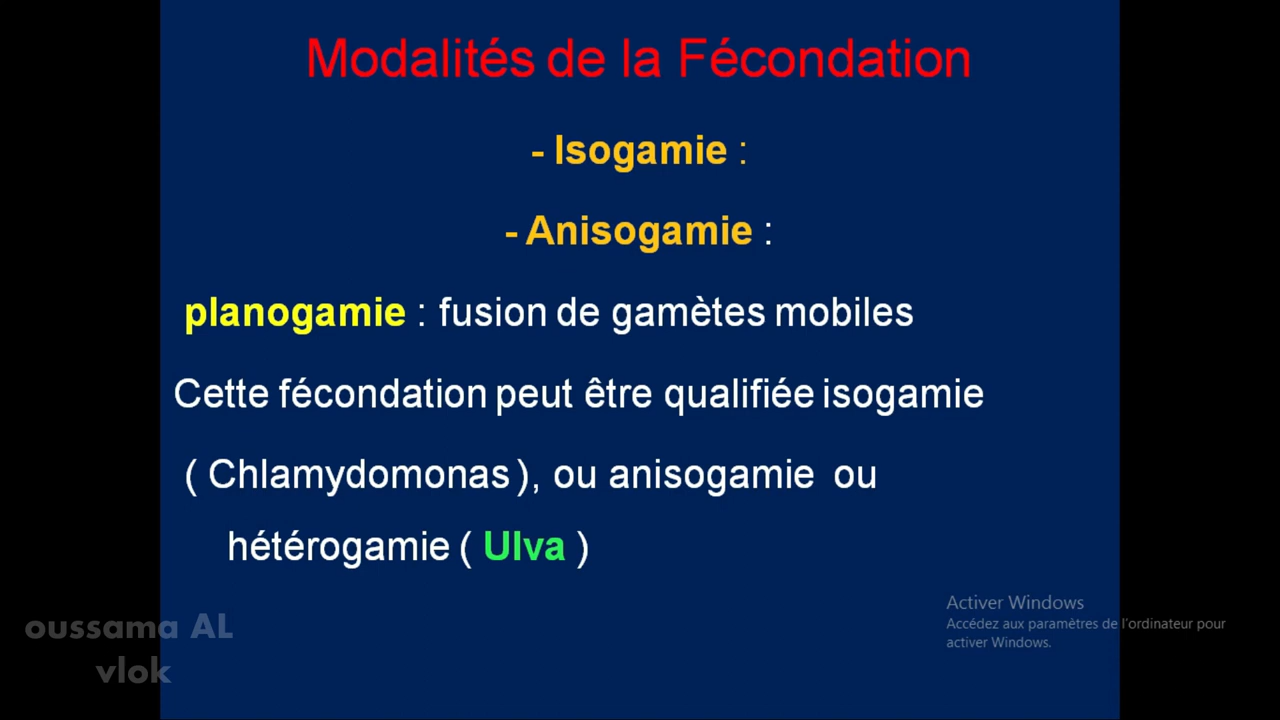 Modalités de la Fécondation
- Isogamie :
- Anisogamie :
planogamie : fusion de gamètes mobiles
Cette fécondation peut être qualifiée isogamie
( Chlamydomonas ), ou anisogamie ou
hétérogamie ( Ulva )
Activer Windows
Accédez aux paramètres de l'ordinateur pour
activer Windows.
oussama AL
vlok